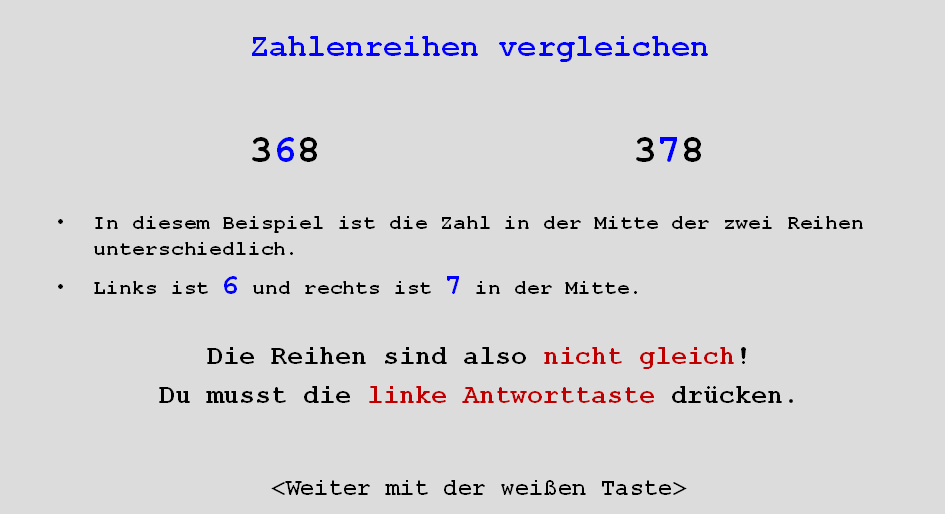 Zahlenreihen vergleichen
368 378
• In diesem Beispiel ist die Zahl in der Mitte der zwei Reihen
unterschiedlich.
• Links ist 6 und rechts ist 7 in der Mitte.
Die Reihen sind also nicht gleich!
Du musst die linke Antworttaste drücken.
<Weiter mit der weißen Taste>